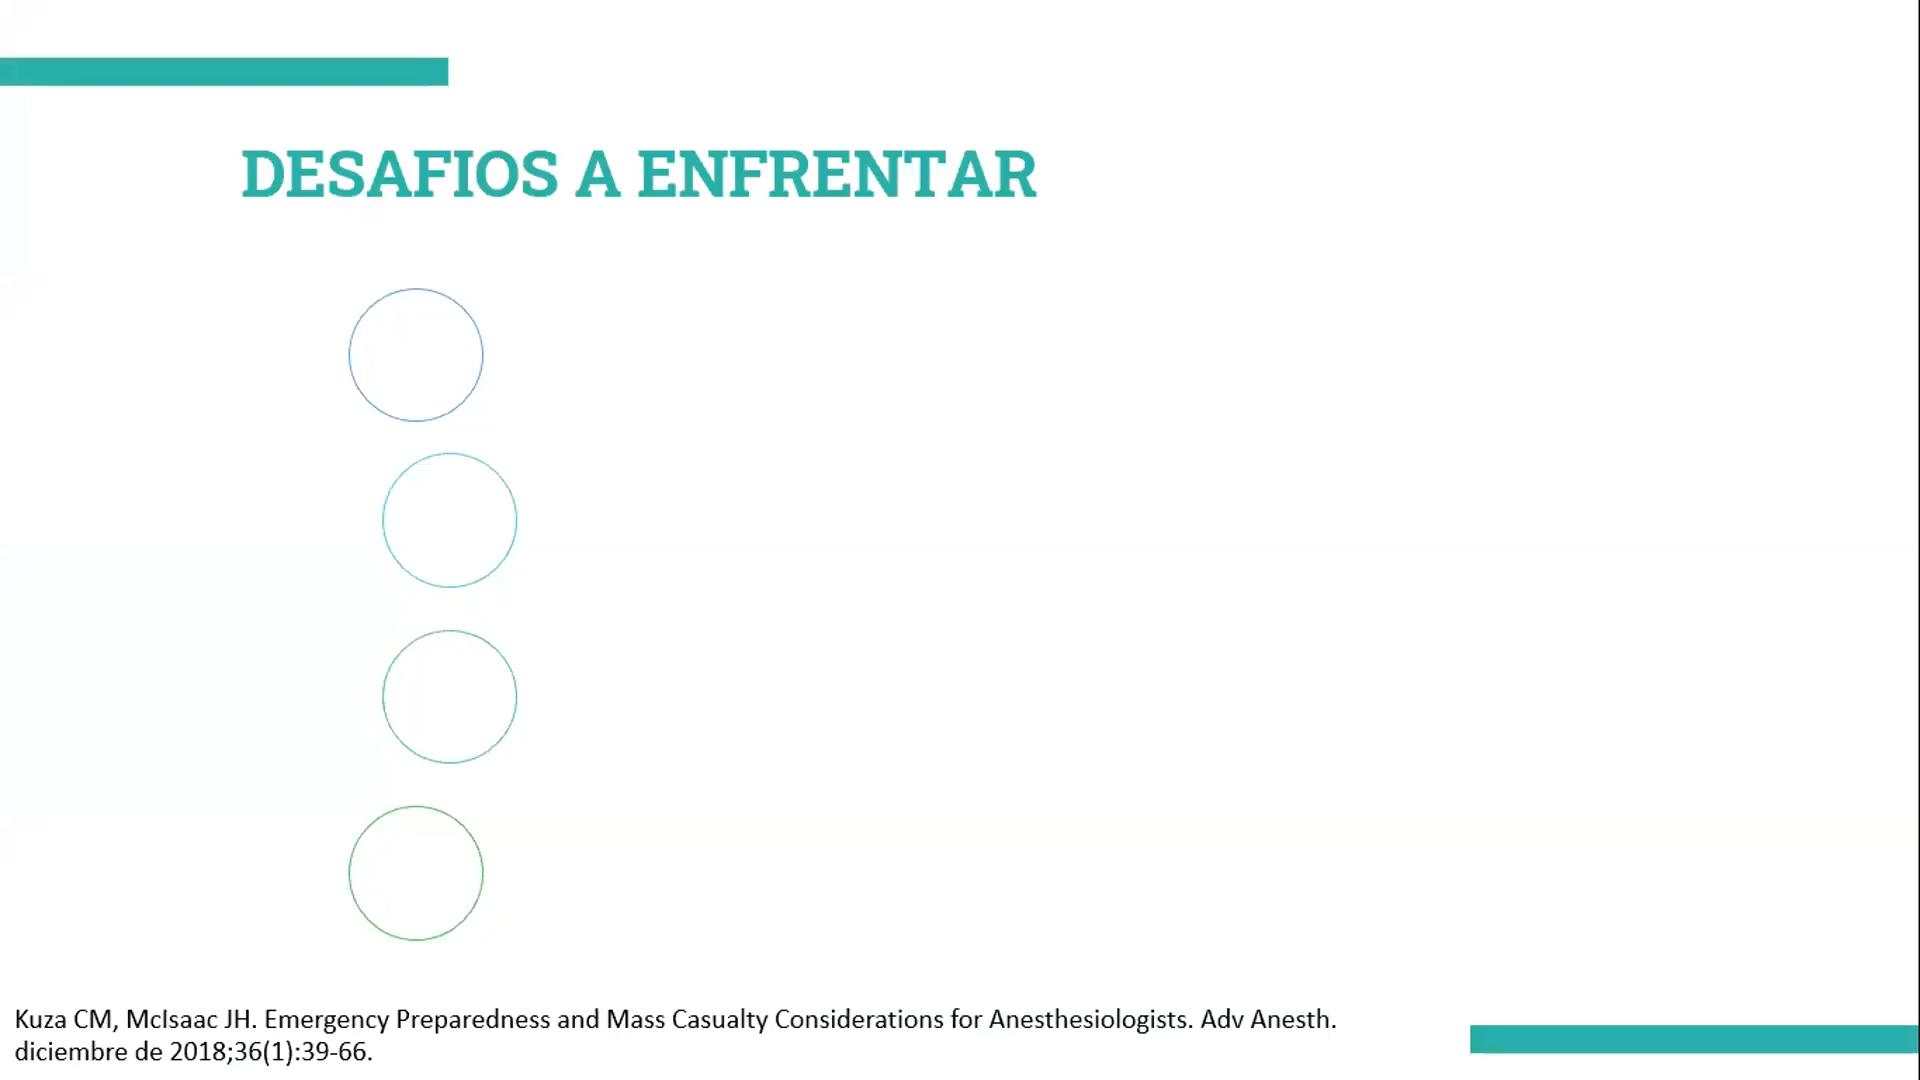 DESAFIOS A ENFRENTAR
Kuza CM, McIsaac JH. Emergency Preparedness and Mass Casualty Considerations for Anesthesiologists. Adv Anesth.
diciembre de 2018;36(1):39-66.